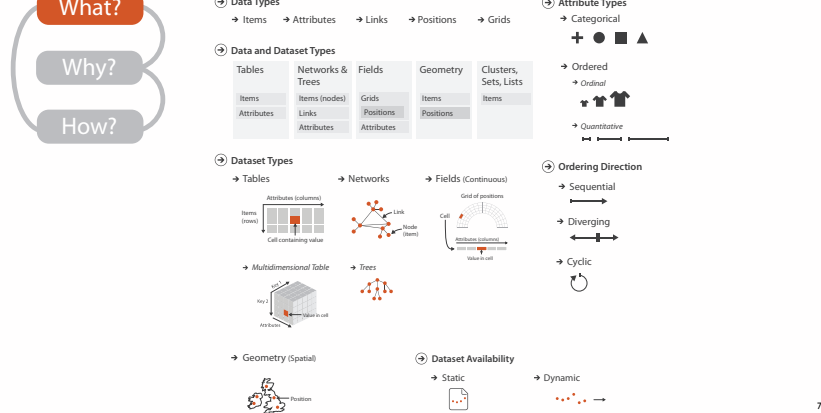 What?
Why?
How?
Data Types
Items
Attributes
Links
Positions
Grids
Data and Dataset Types
Tables
Items
Attributes
Networks &
Trees
Items (nodes)
Links
Attributes
Fields
Grids
Positions
Attributes
Geometry
Items
Positions
Clusters,
Sets, Lists
Items
Dataset Types
Tables
Attributes (columns)
Items
(rows)
Cell containing value
Networks
Link
Node
(item)
Fields (Continuous)
Grid of positions
Cell
Attributes (columns)
Value in cell
Multidimensional Table
Key 1
Key 2
Attributes
Value in cell
Trees
Geometry (Spatial)
Position
Dataset Availability
Static
Dynamic
Attribute Types
Categorical
Ordered
Ordinal
Quantitative
Ordering Direction
Sequential
Diverging
Cyclic
7